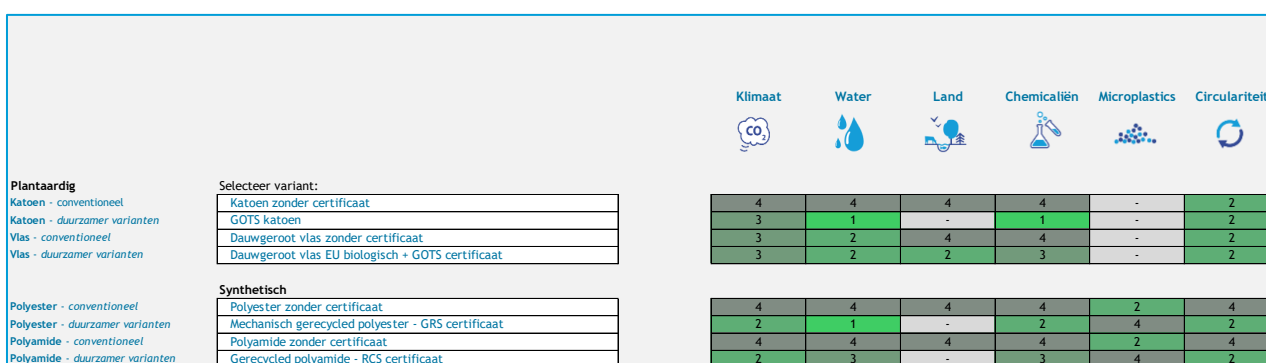 Klimaat Water Land Chemicaliën Microplastics Circulariteit
CO2
Plantaardig Selecteer variant:
Katoen - conventioneel Katoen zonder certificaat 4 4 4 4 - 2
Katoen - duurzamer varianten GOTS katoen 3 1 - 1 - 2
Vlas - conventioneel Dauwgeroot vlas zonder certificaat 3 2 4 4 - 2
Vlas - duurzamer varianten Dauwgeroot vlas EU biologisch + GOTS certificaat 3 2 2 3 - 2
Synthetisch
Polyester - conventioneel Polyester zonder certificaat 4 4 4 4 2 4
Polyester - duurzamer varianten Mechanisch gerecycled polyester - GRS certificaat 2 1 - 2 4 2
Polyamide - conventioneel Polyamide zonder certificaat 4 4 4 4 2 4
Polyamide - duurzamer varianten Gerecycled polyamide - RCS certificaat 2 3 - 3 4 2